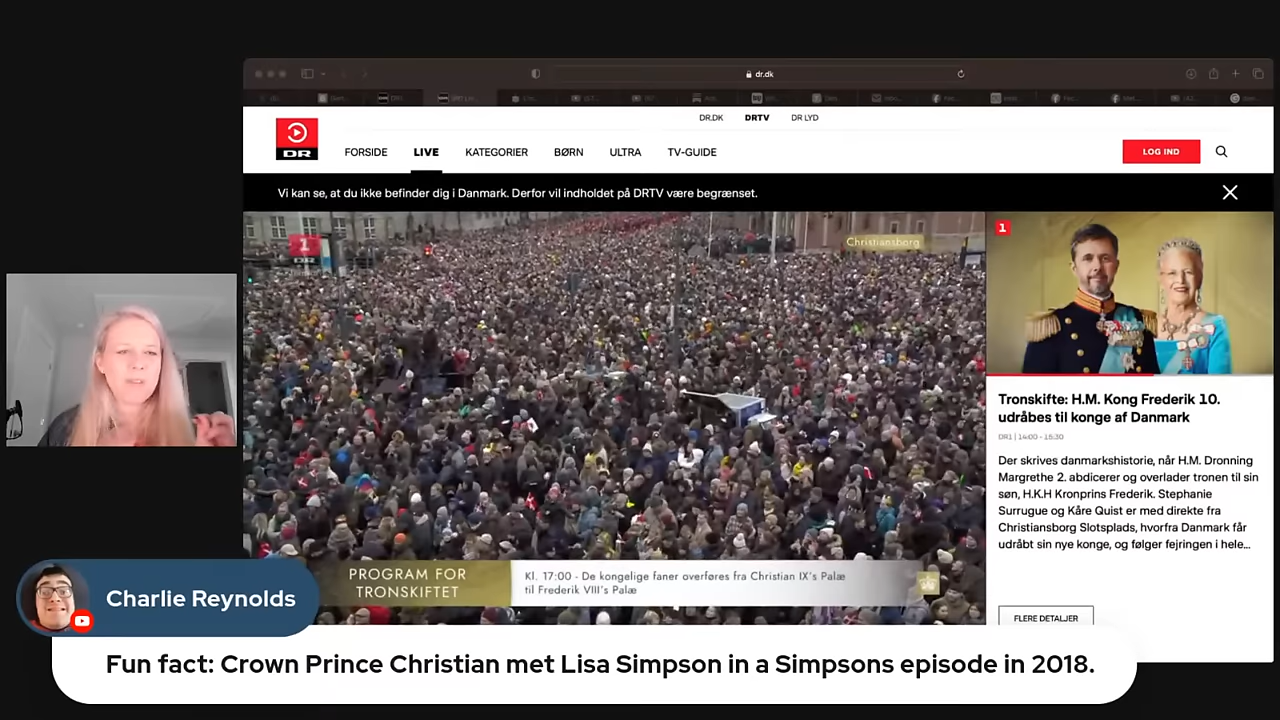 dr.dk
DR.DK DRTV DR LYD
DR
FORSIDE LIVE KATEGORIER BØRN ULTRA TV-GUIDE
LOG IND
Vi kan se, at du ikke befinder dig i Danmark. Derfor vil indholdet på DRTV være begrænset.
1
DR
Christiansborg
1
Tronskifte: H.M. Kong Frederik 10.
udråbes til konge af Danmark
DR1 | 14:00 - 15:30
Der skrives danmarkshistorie, når H.M. Dronning
Margrethe 2. abdicerer og overlader tronen til sin
søn, H.K.H Kronprins Frederik. Stephanie
Surrugue og Kåre Quist er med direkte fra
Christiansborg Slotsplads, hvorfra Danmark får
udråbt sin nye konge, og følger fejringen i hele...
FLERE DETALJER
PROGRAM FOR
TRONSKIFTET
Kl. 17:00 - De kongelige faner overføres fra Christian IX's Palæ
til Frederik VIII's Palæ
Charlie Reynolds
Fun fact: Crown Prince Christian met Lisa Simpson in a Simpsons episode in 2018.